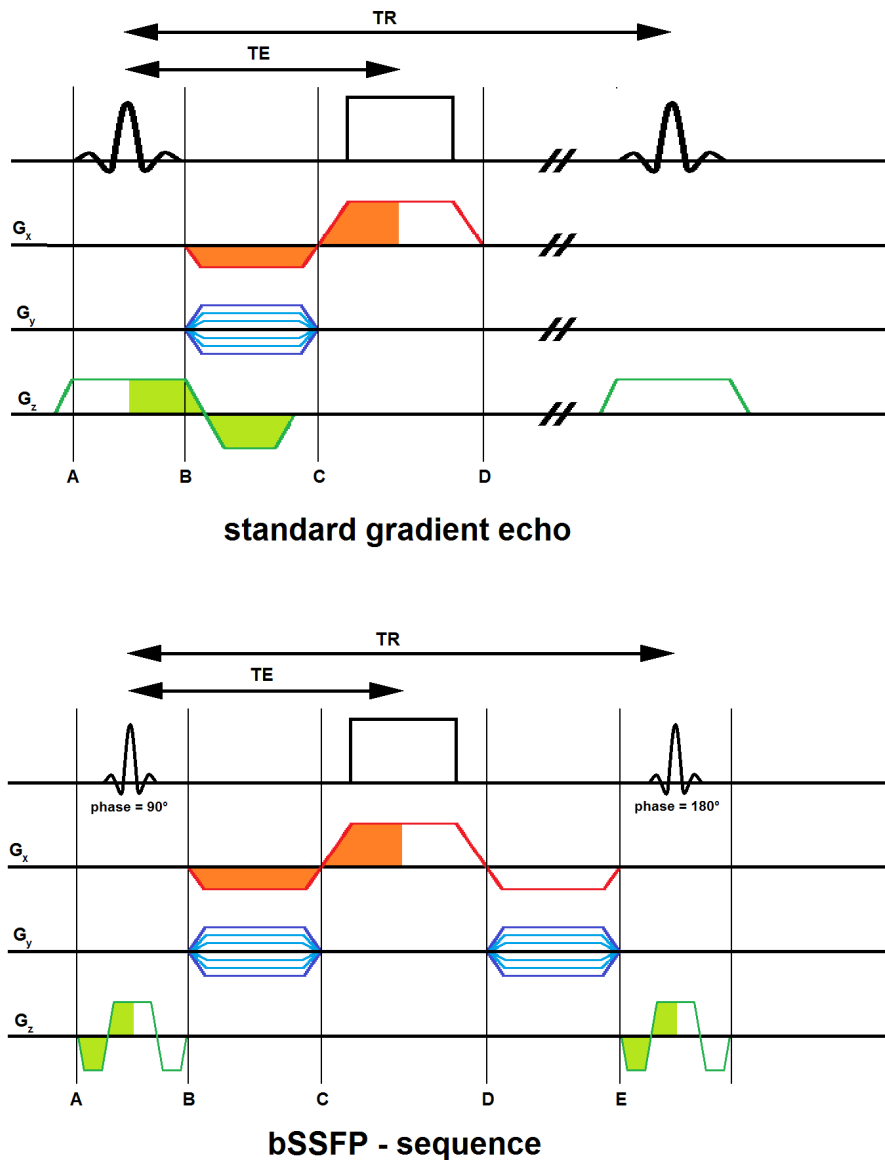 TR
TE
Gx
Gy
Gz
A B C D
standard gradient echo
TR
TE
phase = 90° phase = 180°
Gx
Gy
Gz
A B C D E
bSSFP - sequence